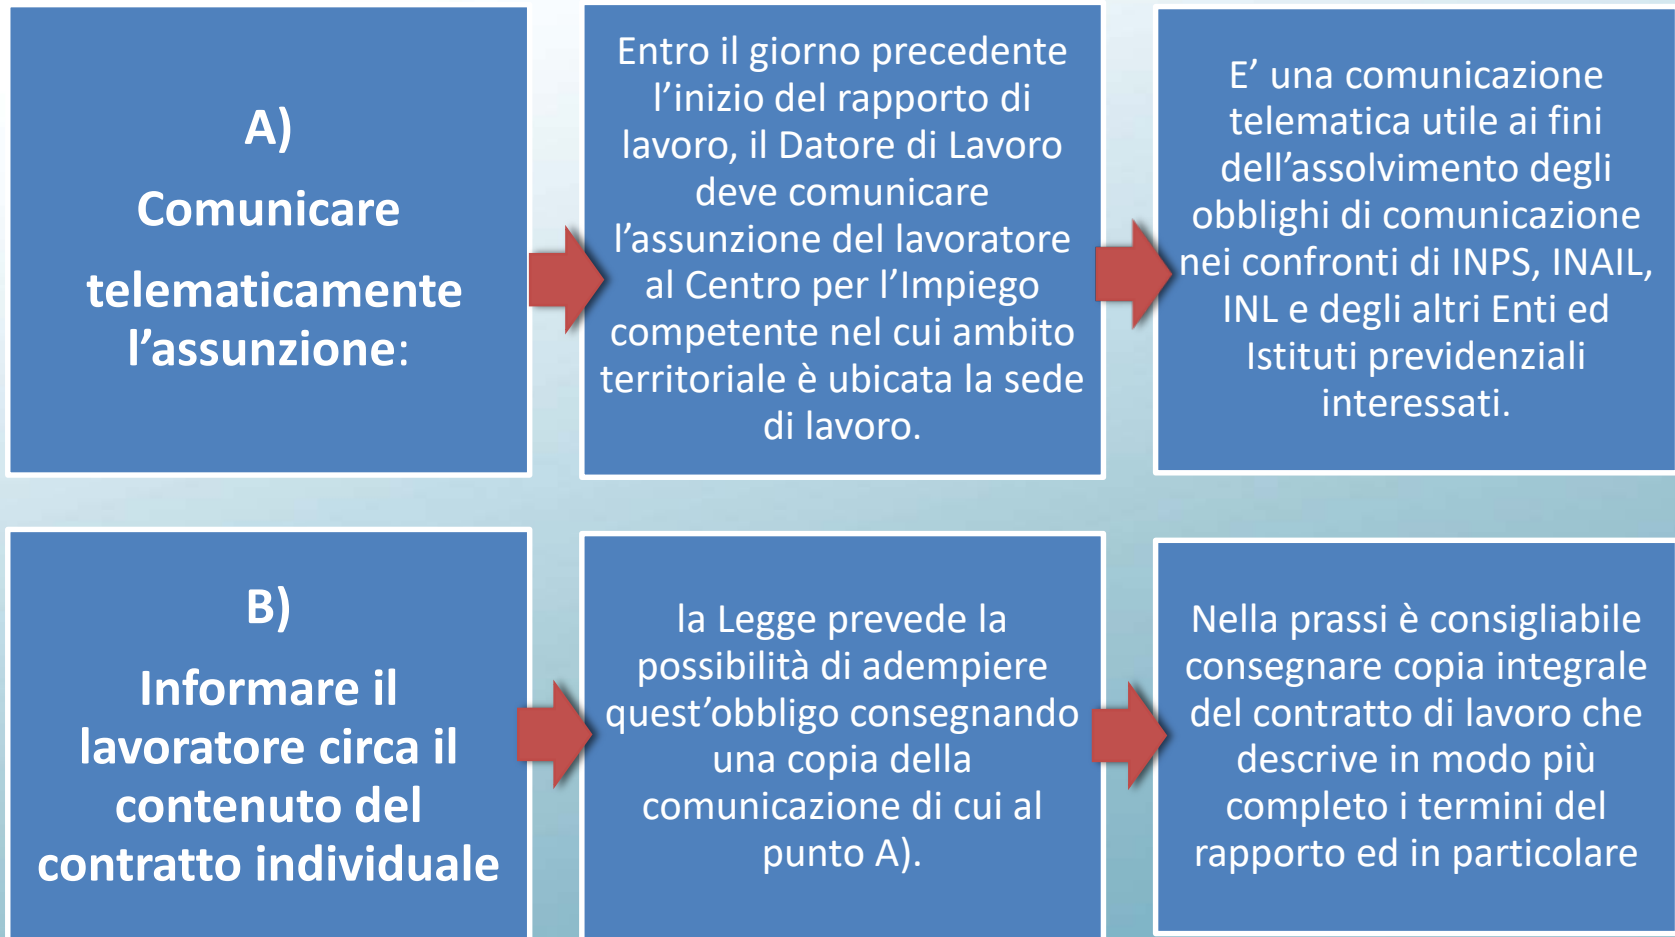 A)
Comunicare
telematicamente
l’assunzione:
Entro il giorno precedente
l’inizio del rapporto di
lavoro, il Datore di Lavoro
deve comunicare
l’assunzione del lavoratore
al Centro per l’Impiego
competente nel cui ambito
territoriale è ubicata la sede
di lavoro.
E’ una comunicazione
telematica utile ai fini
dell’assolvimento degli
obblighi di comunicazione
nei confronti di INPS, INAIL,
INL e degli altri Enti ed
Istituti previdenziali
interessati.
B)
Informare il
lavoratore circa il
contenuto del
contratto individuale
la Legge prevede la
possibilità di adempiere
quest’obbligo consegnando
una copia della
comunicazione di cui al
punto A).
Nella prassi è consigliabile
consegnare copia integrale
del contratto di lavoro che
descrive in modo più
completo i termini del
rapporto ed in particolare